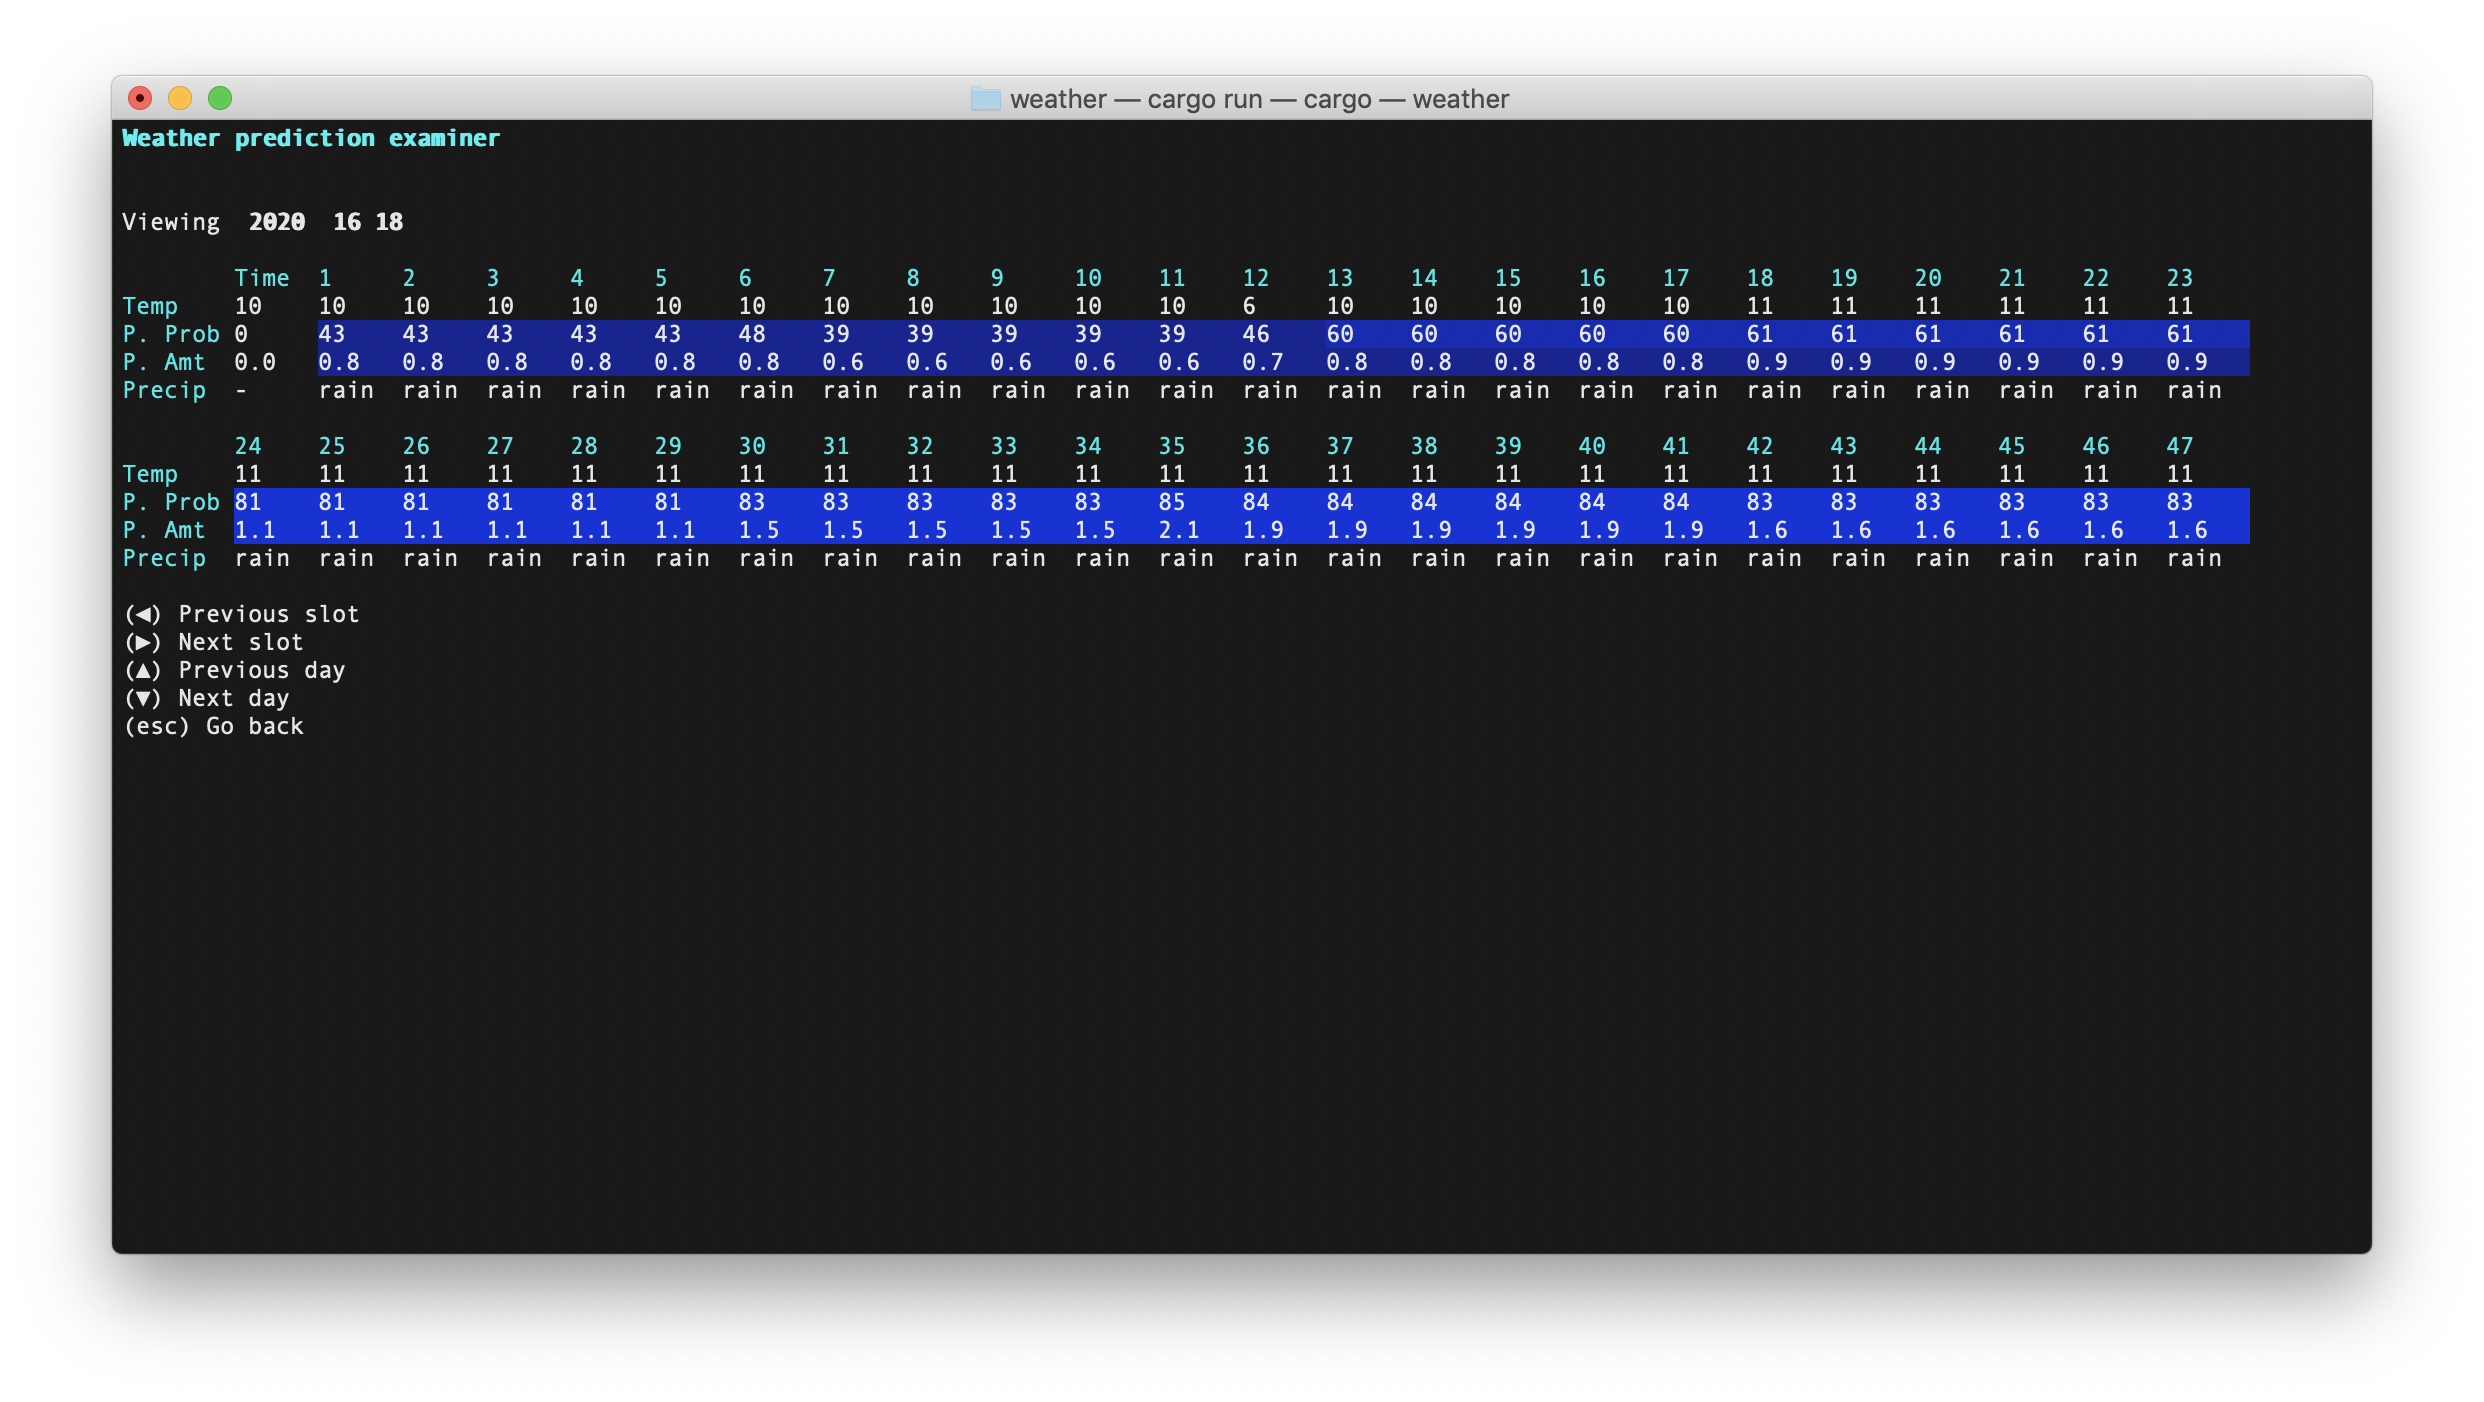 weather — cargo run — cargo — weather
Weather prediction examiner
Viewing 2020 16 18
Time 1 2 3 4 5 6 7 8 9 10 11 12 13 14 15 16 17 18 19 20 21 22 23
Temp 10 10 10 10 10 10 10 10 10 10 10 10 6 10 10 10 10 10 11 11 11 11 11 11
P. Prob 0 43 43 43 43 43 48 39 39 39 39 39 46 60 60 60 60 60 61 61 61 61 61 61
P. Amt 0.0 0.8 0.8 0.8 0.8 0.8 0.8 0.6 0.6 0.6 0.6 0.6 0.7 0.8 0.8 0.8 0.8 0.8 0.9 0.9 0.9 0.9 0.9 0.9
Precip - rain rain rain rain rain rain rain rain rain rain rain rain rain rain rain rain rain rain rain rain rain rain rain
24 25 26 27 28 29 30 31 32 33 34 35 36 37 38 39 40 41 42 43 44 45 46 47
Temp 11 11 11 11 11 11 11 11 11 11 11 11 11 11 11 11 11 11 11 11 11 11 11 11
P. Prob 81 81 81 81 81 81 83 83 83 83 83 85 84 84 84 84 84 84 83 83 83 83 83 83
P. Amt 1.1 1.1 1.1 1.1 1.1 1.1 1.5 1.5 1.5 1.5 1.5 2.1 1.9 1.9 1.9 1.9 1.9 1.9 1.6 1.6 1.6 1.6 1.6 1.6
Precip rain rain rain rain rain rain rain rain rain rain rain rain rain rain rain rain rain rain rain rain rain rain rain rain
(◀) Previous slot
(▶) Next slot
(▲) Previous day
(▼) Next day
(esc) Go back